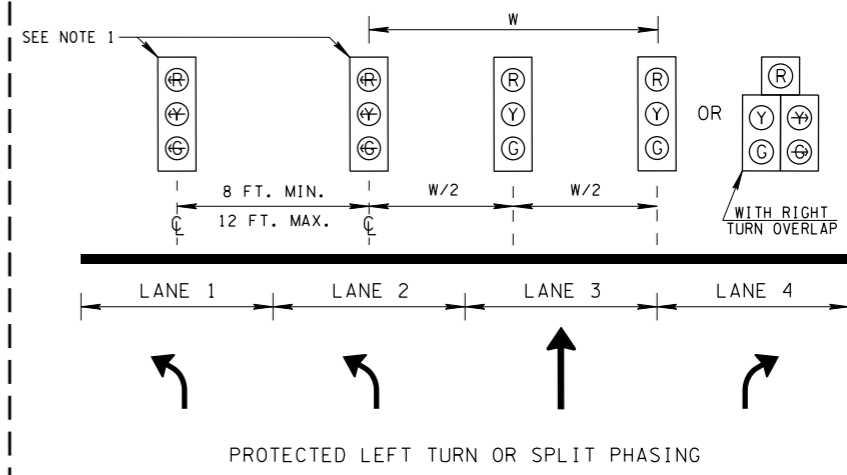 W
SEE NOTE 1
R R R R R
Y Y Y Y OR Y Y
G G G G G G
8 FT. MIN. W/2 W/2
℄ 12 FT. MAX. ℄
WITH RIGHT
TURN OVERLAP
LANE 1 LANE 2 LANE 3 LANE 4
PROTECTED LEFT TURN OR SPLIT PHASING